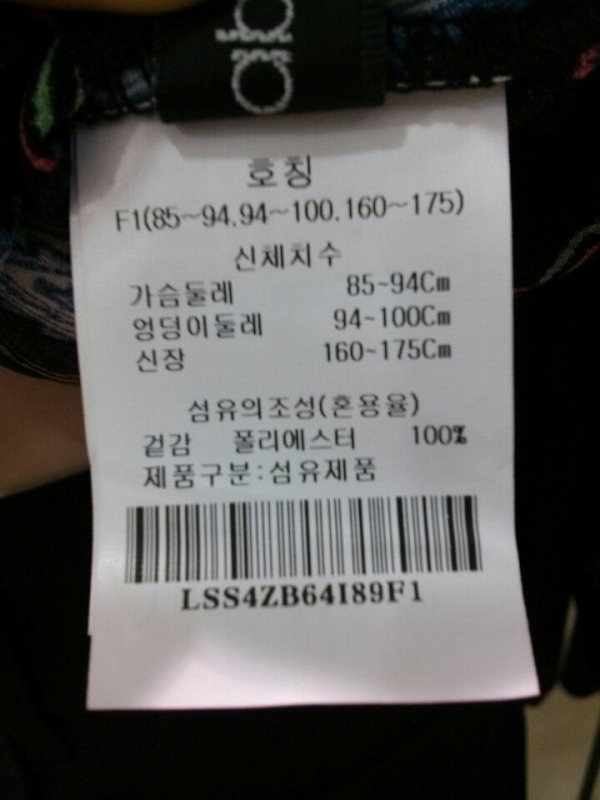 호칭
F1(85~94.94~100.160~175)
신체치수
가슴둘레 85~94Cm
엉덩이둘레 94~100Cm
신장 160~175Cm
섬유의조성(혼용율)
겉감 폴리에스터 100%
제품구분:섬유제품
LSS4ZB64I89F1